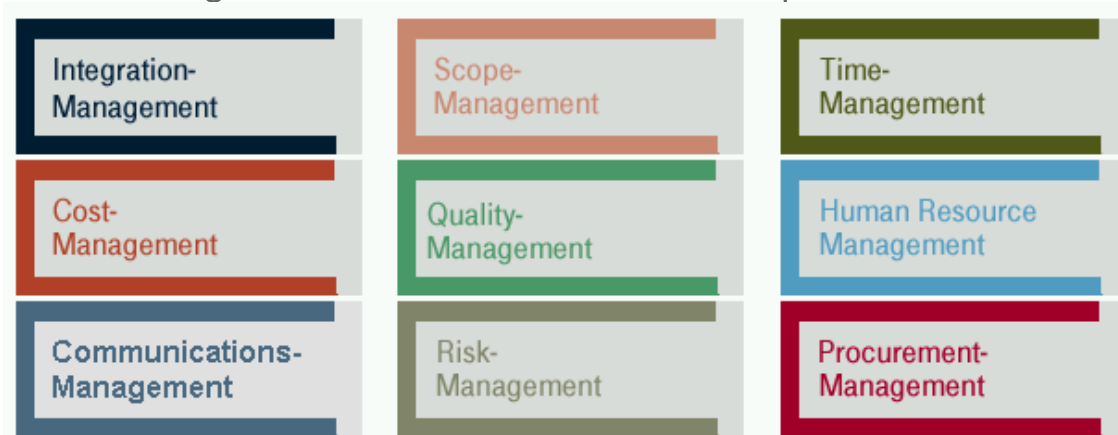 Integration-
Management
Scope-
Management
Time-
Management
Cost-
Management
Quality-
Management
Human Resource
Management
Communications-
Management
Risk-
Management
Procurement-
Management